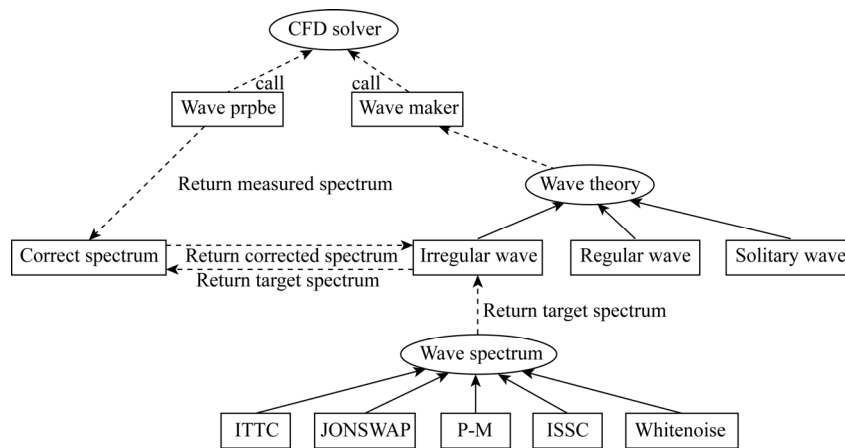 CFD solver
call
call
Wave prpbe
Wave maker
Return measured spectrum
Wave theory
Correct spectrum
Return corrected spectrum
Irregular wave
Regular wave
Solitary wave
Return target spectrum
Return target spectrum
Wave spectrum
ITTC
JONSWAP
P-M
ISSC
Whitenoise